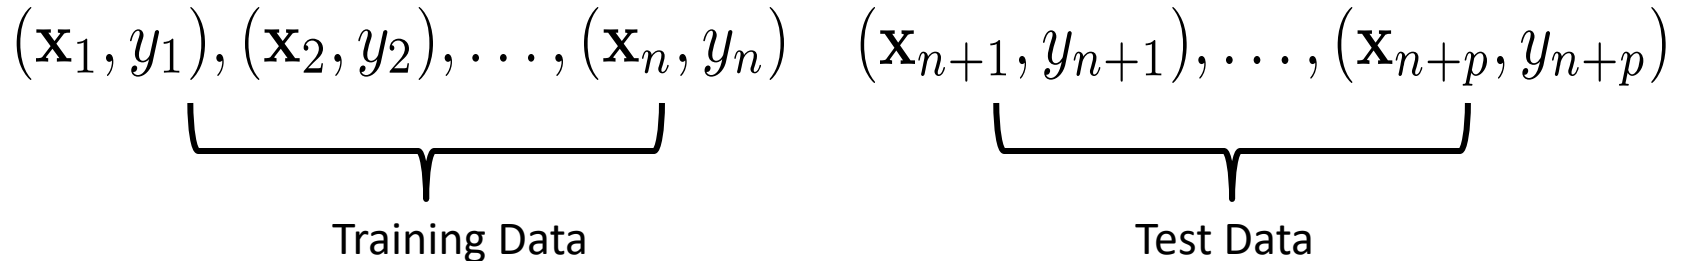 (𝐱₁, y₁), (𝐱₂, y₂), . . . , (𝐱ₙ, yₙ) (𝐱ₙ₊₁, yₙ₊₁), . . . , (𝐱ₙ₊ₚ, yₙ₊ₚ)
Training Data Test Data